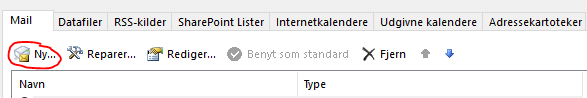 Mail Datafiler RSS-kilder SharePoint Lister Internetkalendere Udgivne kalendere Adressekartoteker
Ny... Reparer... Rediger... Benyt som standard Fjern
Navn Type